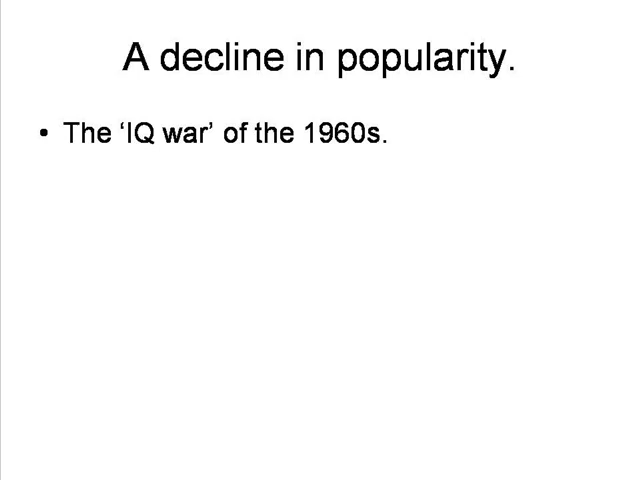 A decline in popularity.
• The ‘IQ war’ of the 1960s.